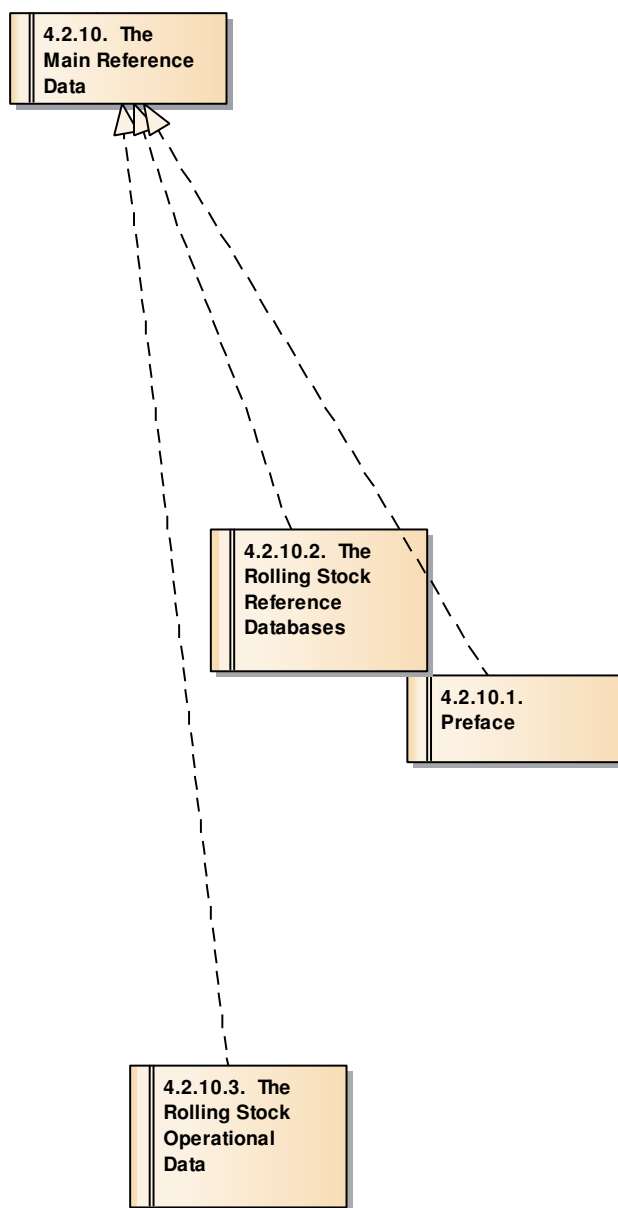 4.2.10. The
Main Reference
Data
4.2.10.2. The
Rolling Stock
Reference
Databases
4.2.10.1.
Preface
4.2.10.3. The
Rolling Stock
Operational
Data